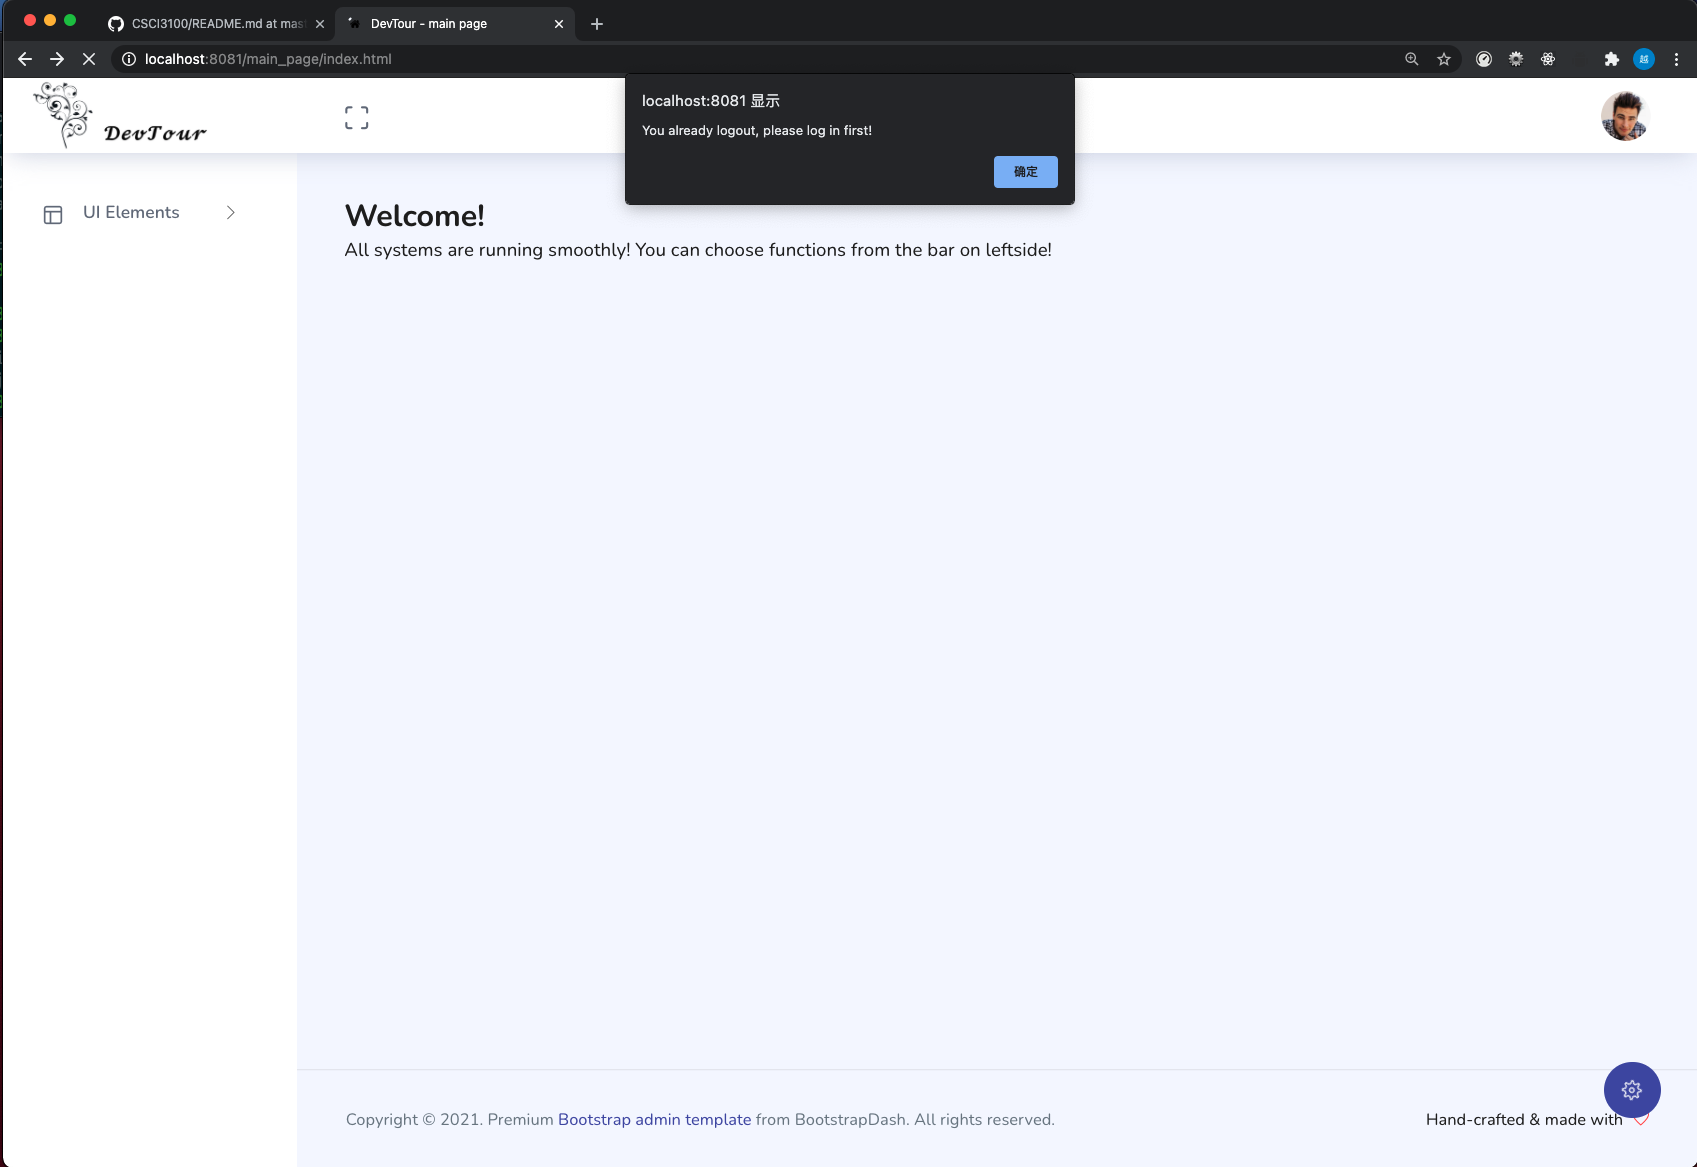 CSCI3100/README.md at mas
DevTour - main page
localhost:8081/main_page/index.html
越
DevTour
localhost:8081 显示
You already logout, please log in first!
确定
UI Elements
Welcome!
All systems are running smoothly! You can choose functions from the bar on leftside!
Copyright © 2021. Premium Bootstrap admin template from BootstrapDash. All rights reserved.
Hand-crafted & made with